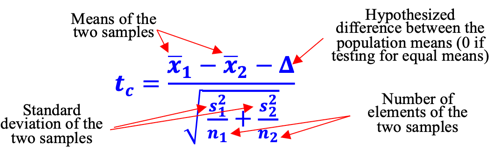 Means of the
two samples
Hypothesized
difference between the
population means (0 if
testing for equal means)
t_c = (x̅₁ − x̅₂ − Δ) / √(s₁²/n₁ + s₂²/n₂)
Standard
deviation of the
two samples
Number of
elements of the
two samples